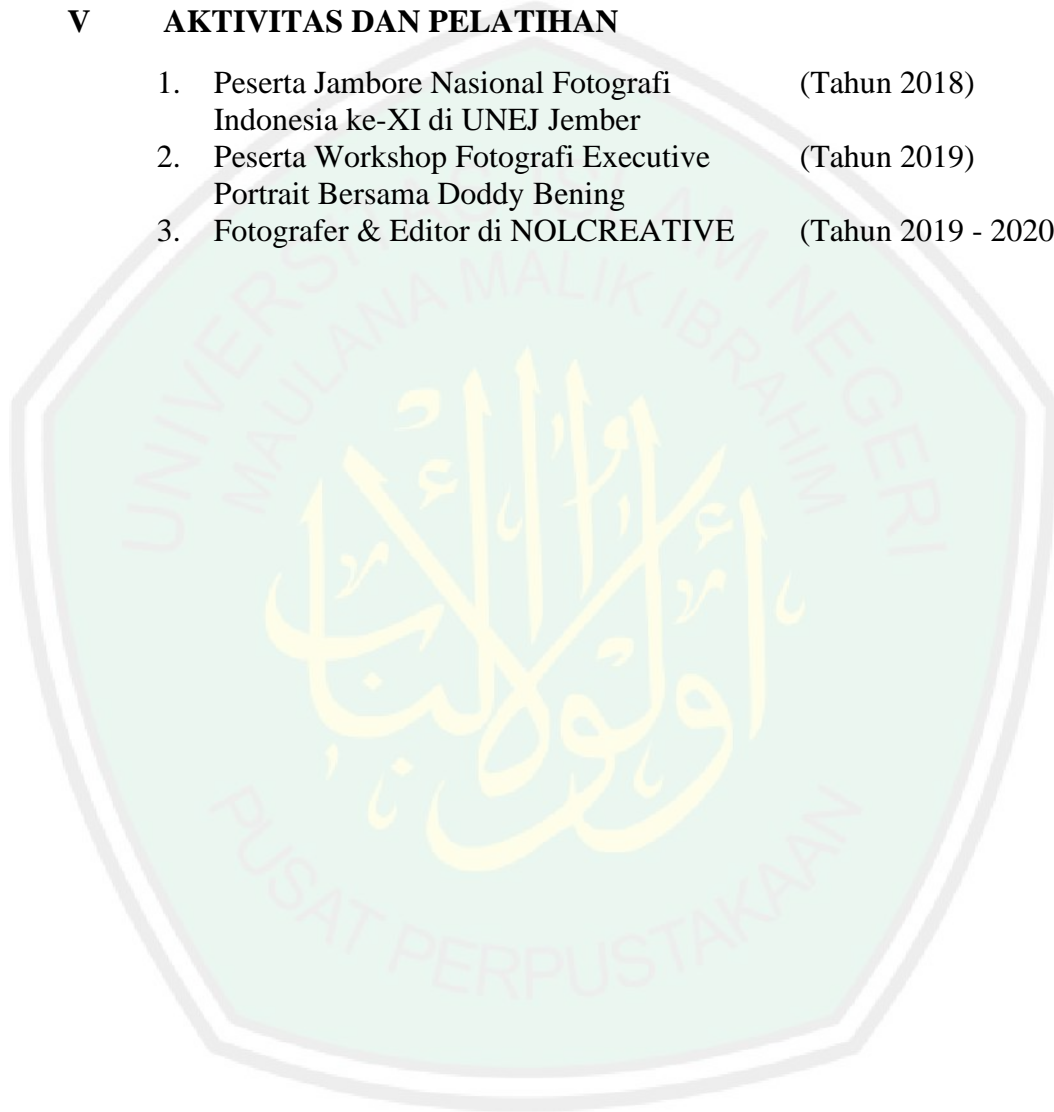 V AKTIVITAS DAN PELATIHAN
1. Peserta Jambore Nasional Fotografi (Tahun 2018)
Indonesia ke-XI di UNEJ Jember
2. Peserta Workshop Fotografi Executive (Tahun 2019)
Portrait Bersama Doddy Bening
3. Fotografer & Editor di NOLCREATIVE (Tahun 2019 - 2020
UNIVERSITAS ISLAM NEGERI
MAULANA MALIK IBRAHIM
أولوا الألباب
PUSAT PERPUSTAKAAN